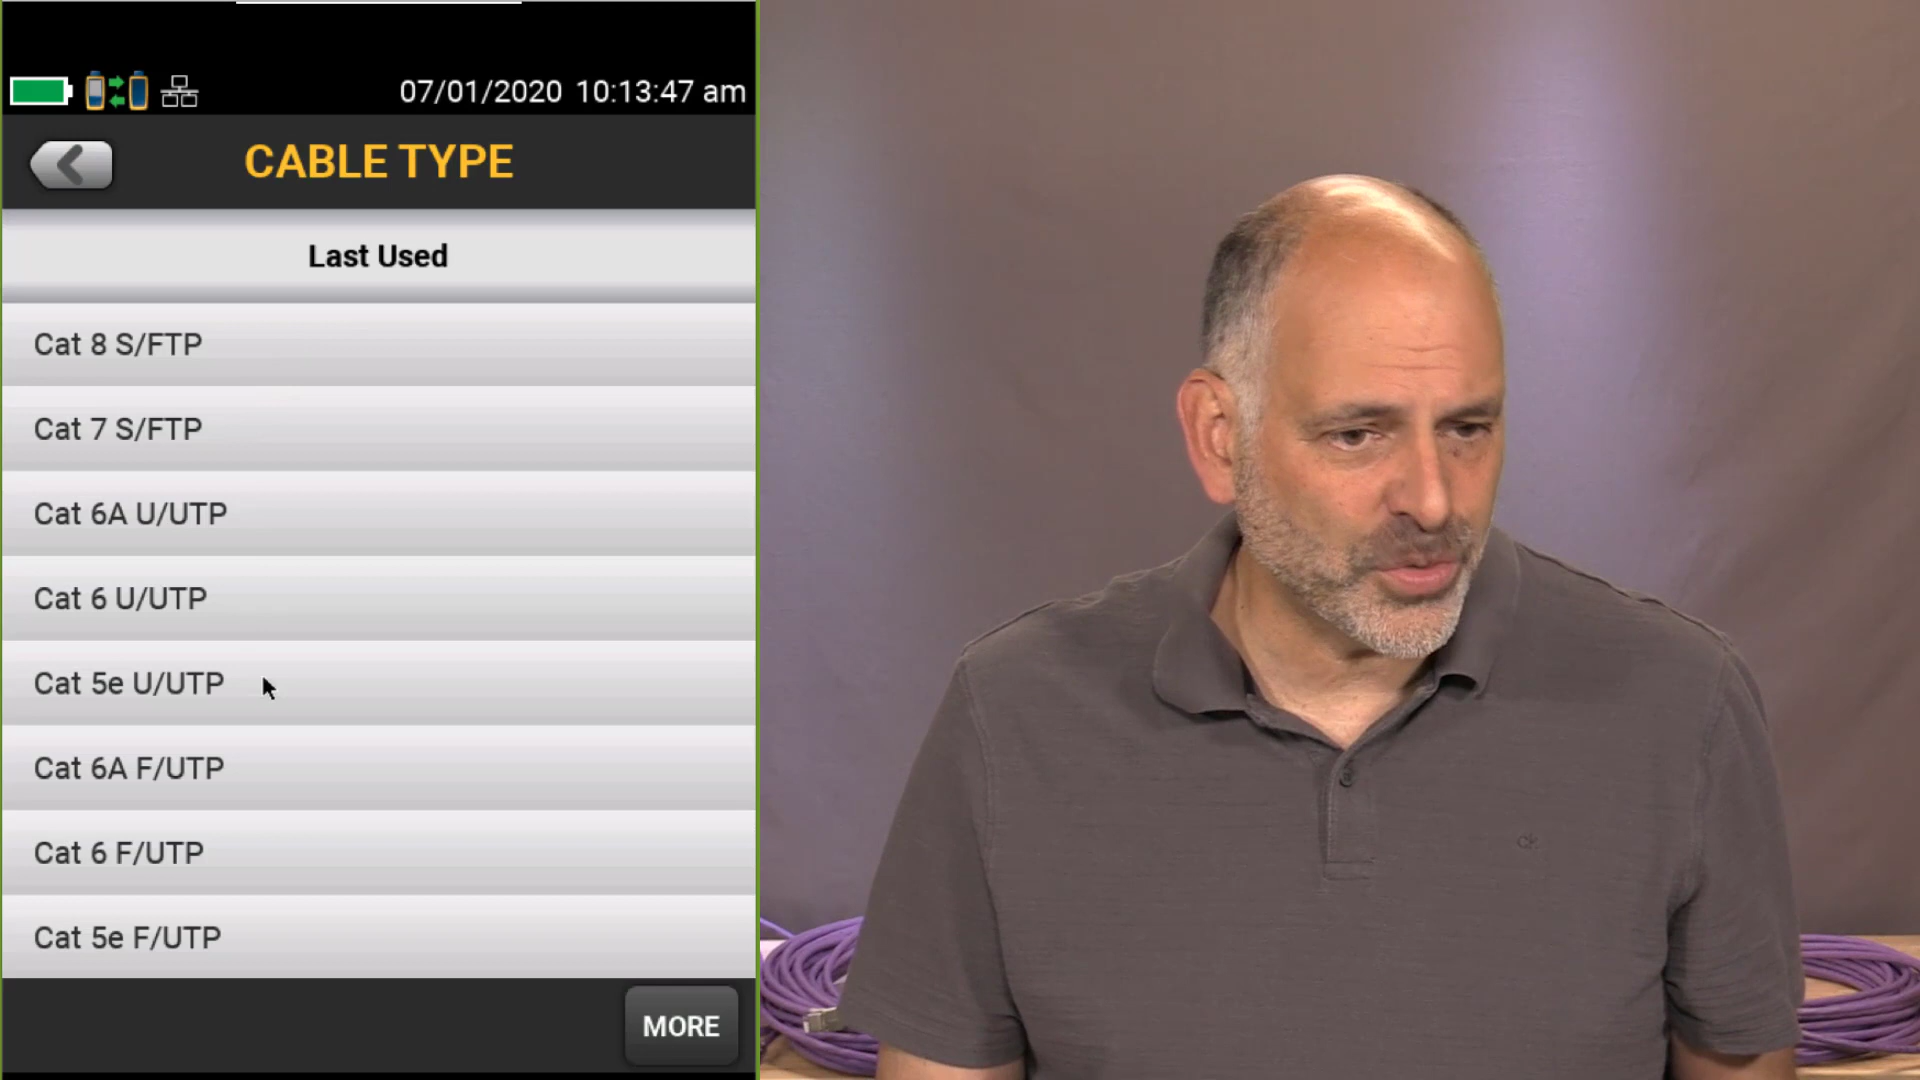 07/01/2020 10:13:47 am
CABLE TYPE
Last Used
Cat 8 S/FTP
Cat 7 S/FTP
Cat 6A U/UTP
Cat 6 U/UTP
Cat 5e U/UTP
Cat 6A F/UTP
Cat 6 F/UTP
Cat 5e F/UTP
MORE
ck